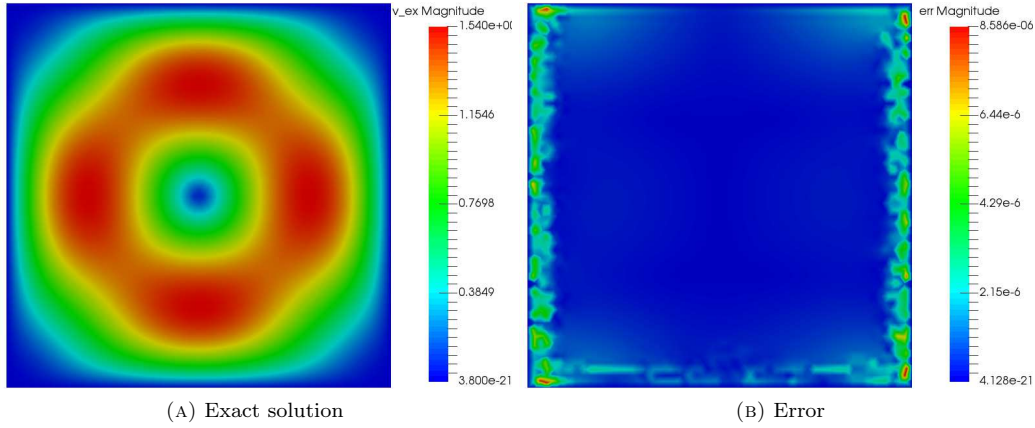 v_ex Magnitude
1.540e+00
1.1546
0.7698
0.3849
3.800e-21
(A) Exact solution
err Magnitude
8.586e-06
6.44e-6
4.29e-6
2.15e-6
4.128e-21
(B) Error